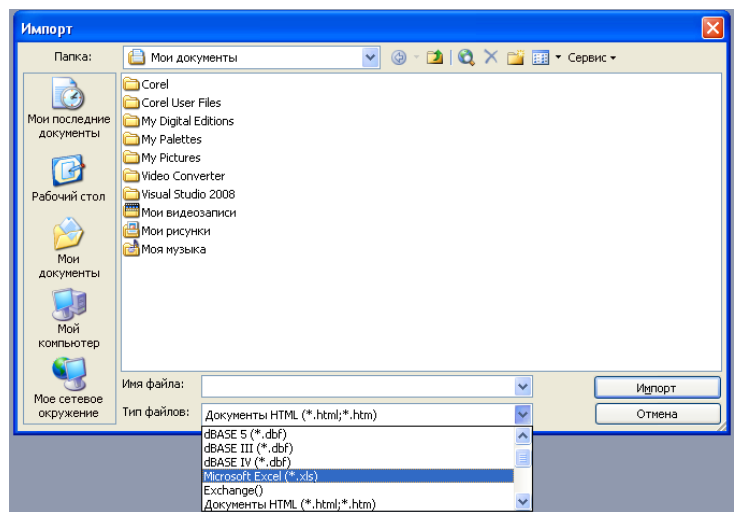 Импорт
Папка:
Мои документы
Сервис
Мои последние
документы
Рабочий стол
Мои
документы
Мой
компьютер
Мое сетевое
окружение
Corel
Corel User Files
My Digital Editions
My Palettes
My Pictures
Video Converter
Visual Studio 2008
Мои видеозаписи
Мои рисунки
Моя музыка
Имя файла:
Импорт
Тип файлов:
Документы HTML (*.html;*.htm)
Отмена
dBASE 5 (*.dbf)
dBASE III (*.dbf)
dBASE IV (*.dbf)
Microsoft Excel (*.xls)
Exchange()
Документы HTML (*.html;*.htm)